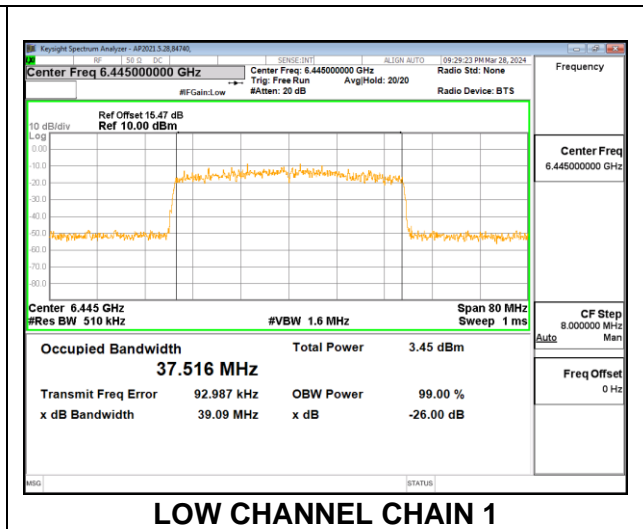 Keysight Spectrum Analyzer - AP2021.5.28,84740,
RF 50 Ω DC SENSE:INT ALIGN AUTO 09:29:23 PM Mar 28, 2024
Center Freq 6.445000000 GHz
Center Freq: 6.445000000 GHz
Radio Std: None
Trig: Free Run Avg|Hold: 20/20
#IFGain:Low #Atten: 20 dB Radio Device: BTS
Frequency
Ref Offset 15.47 dB
10 dB/div Ref 10.00 dBm
Log
0.00
-10.0
-20.0
-30.0
-40.0
-50.0
-60.0
-70.0
-80.0
Center 6.445 GHz Span 80 MHz
#Res BW 510 kHz #VBW 1.6 MHz Sweep 1 ms
Occupied Bandwidth Total Power 3.45 dBm
37.516 MHz
Transmit Freq Error 92.987 kHz OBW Power 99.00 %
x dB Bandwidth 39.09 MHz x dB -26.00 dB
Center Freq
6.445000000 GHz
CF Step
8.000000 MHz
Auto Man
Freq Offset
0 Hz
MSG STATUS
LOW CHANNEL CHAIN 1